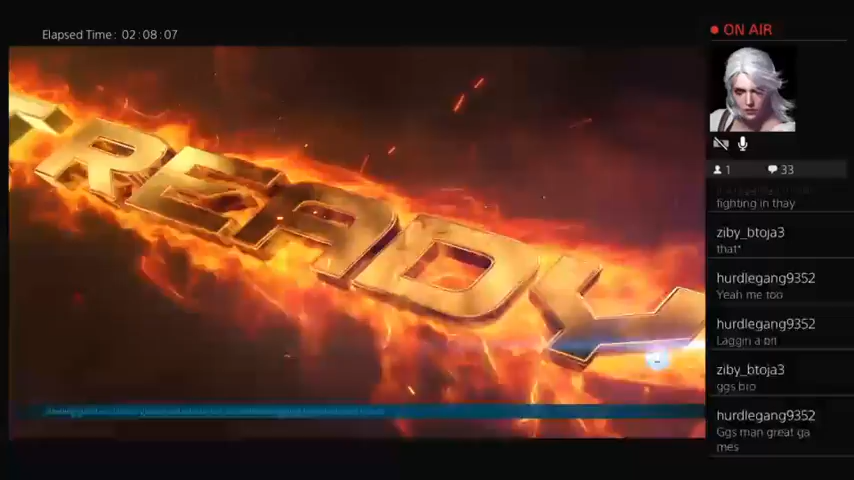 Elapsed Time: 02:08:07
ON AIR
READY
1
33
fighting in thay
ziby_btoja3
that*
hurdlegang9352
Yeah me too
hurdlegang9352
Laggin a bit
ziby_btoja3
ggs bro
hurdlegang9352
Ggs man great ga
mes